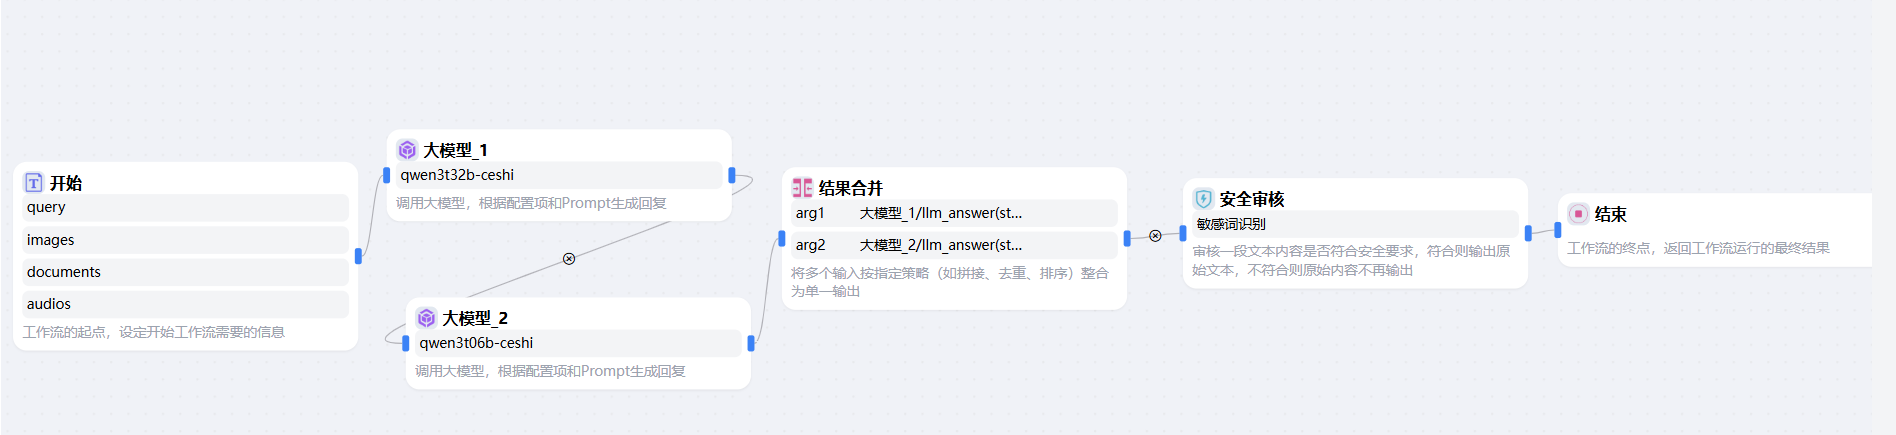 开始
query
images
documents
audios
工作流的起点，设定开始工作流需要的信息
大模型_1
qwen3t32b-ceshi
调用大模型，根据配置项和Prompt生成回复
大模型_2
qwen3t06b-ceshi
调用大模型，根据配置项和Prompt生成回复
结果合并
arg1 大模型_1/llm_answer(st...
arg2 大模型_2/llm_answer(st...
将多个输入按指定策略（如拼接、去重、排序）整合
为单一输出
安全审核
敏感词识别
审核一段文本内容是否符合安全要求，符合则输出原
始文本，不符合则原始内容不再输出
结束
工作流的终点，返回工作流运行的最终结果